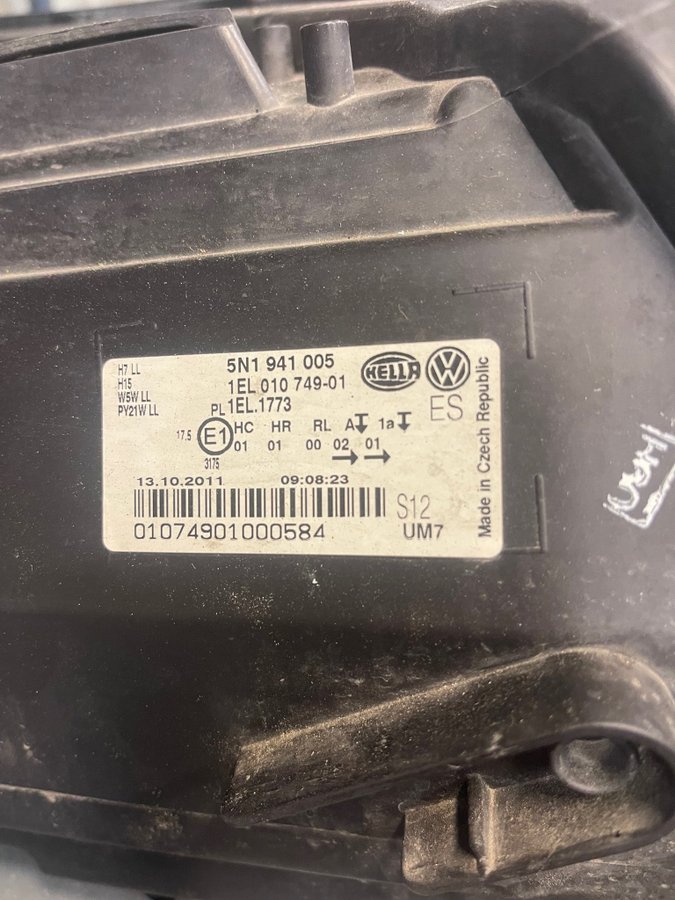 H7 LL
H15
W5W LL
PY21W LL
5N1 941 005
1EL 010 749-01
PL 1EL.1773
HELLA
VW
ES
17.5 E1 HC HR RL A 1a
01 01 00 02 01
3175
13.10.2011 09:08:23
01074901000584
S12
UM7
Made in Czech Republic